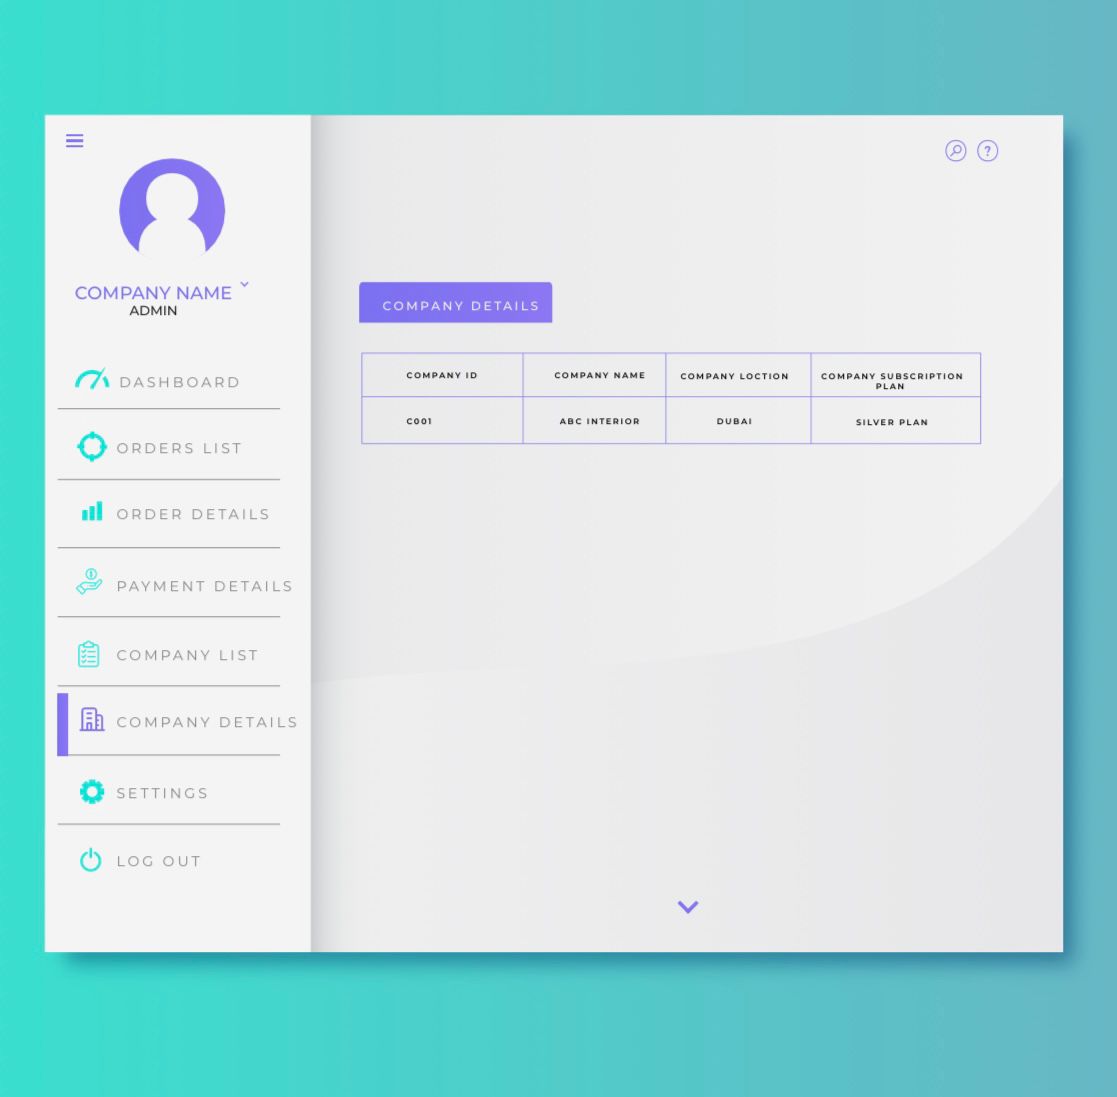 COMPANY NAME
ADMIN
DASHBOARD
ORDERS LIST
ORDER DETAILS
PAYMENT DETAILS
COMPANY LIST
COMPANY DETAILS
SETTINGS
LOG OUT
?
COMPANY DETAILS
COMPANY ID COMPANY NAME COMPANY LOCTION COMPANY SUBSCRIPTION
PLAN
C001 ABC INTERIOR DUBAI SILVER PLAN